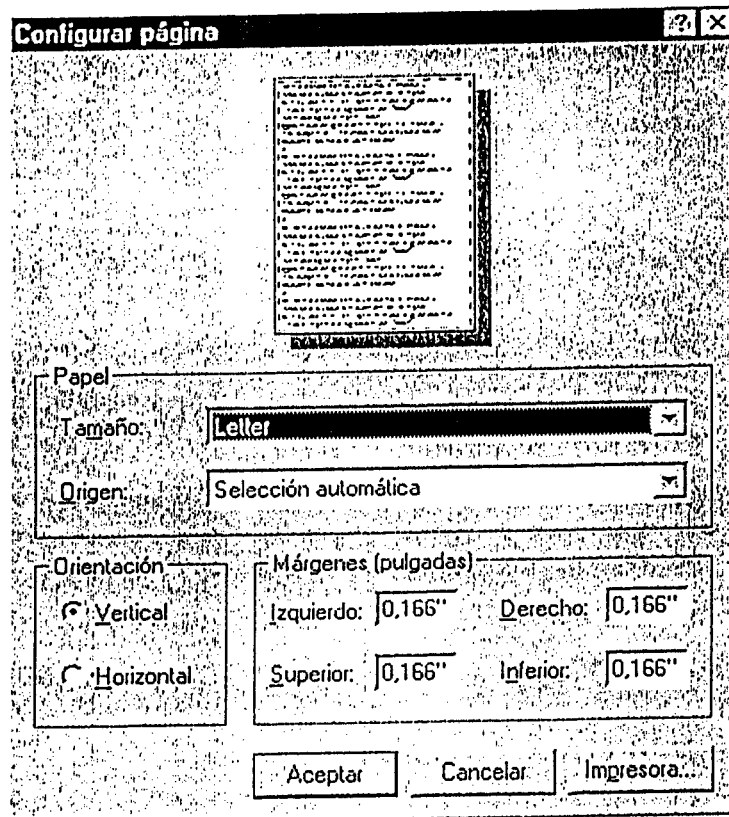 Configurar página
Papel
Tamaño: Letter
Origen: Selección automática
Orientación
Vertical
Horizontal
Márgenes (pulgadas)
Izquierdo: 0,166" Derecho: 0,166"
Superior: 0,166" Inferior: 0,166"
Aceptar Cancelar Impresora...